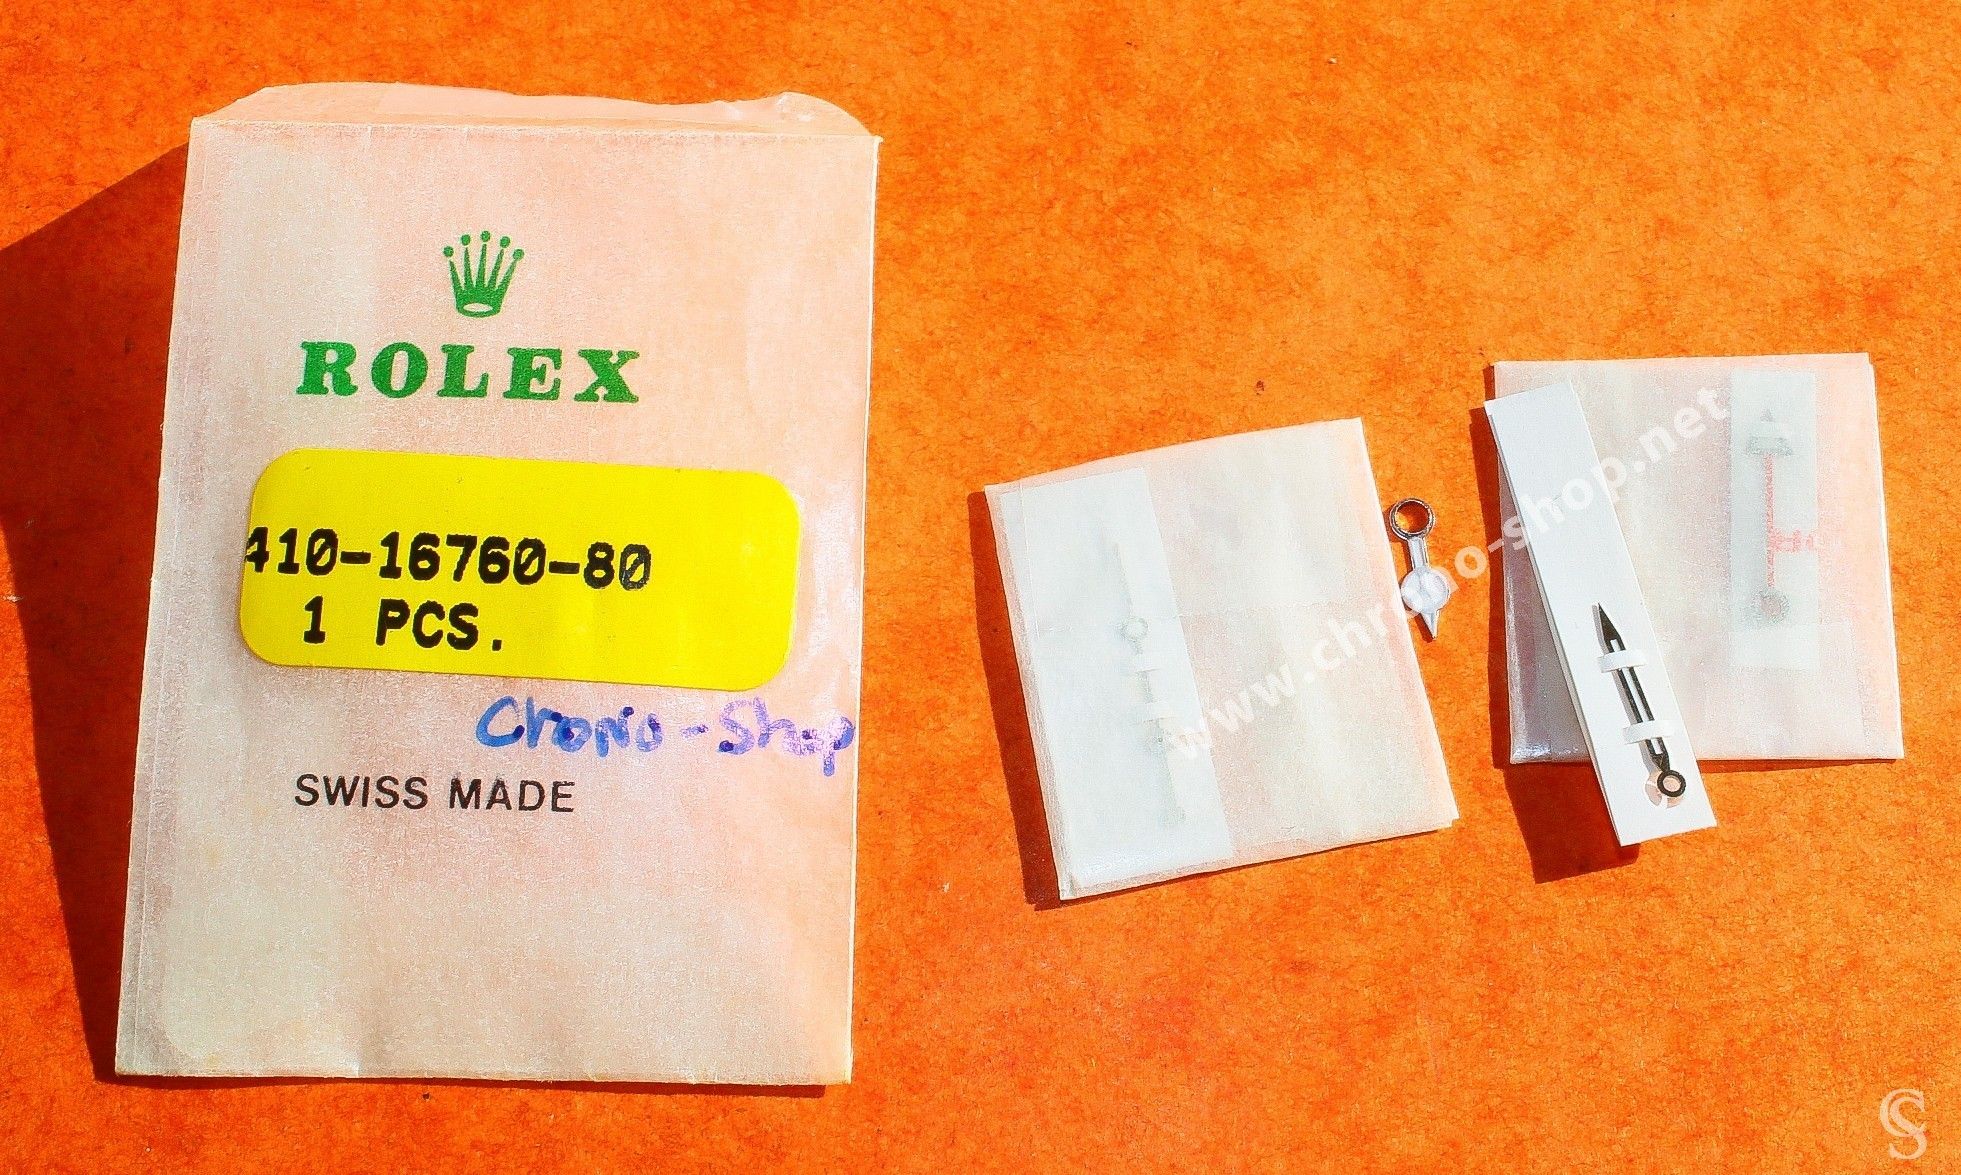 ROLEX
410-16760-80
1 PCS.
Chrono-Shop
SWISS MADE
www.chrono-shop.net